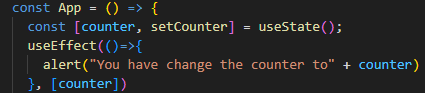 const App = () => {
const [counter, setCounter] = useState();
useEffect(()=>{
alert("You have change the counter to" + counter)
}, [counter])